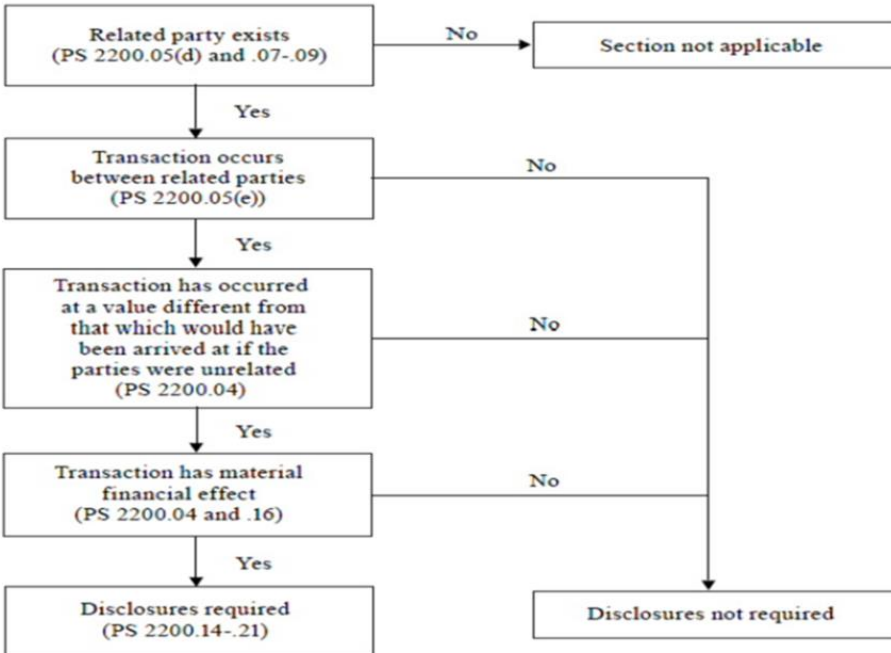 Related party exists
(PS 2200.05(d) and .07-.09)
No
Section not applicable
Yes
Transaction occurs
between related parties
(PS 2200.05(e))
No
Yes
Transaction has occurred
at a value different from
that which would have
been arrived at if the
parties were unrelated
(PS 2200.04)
No
Yes
Transaction has material
financial effect
(PS 2200.04 and .16)
No
Yes
Disclosures required
(PS 2200.14-.21)
Disclosures not required